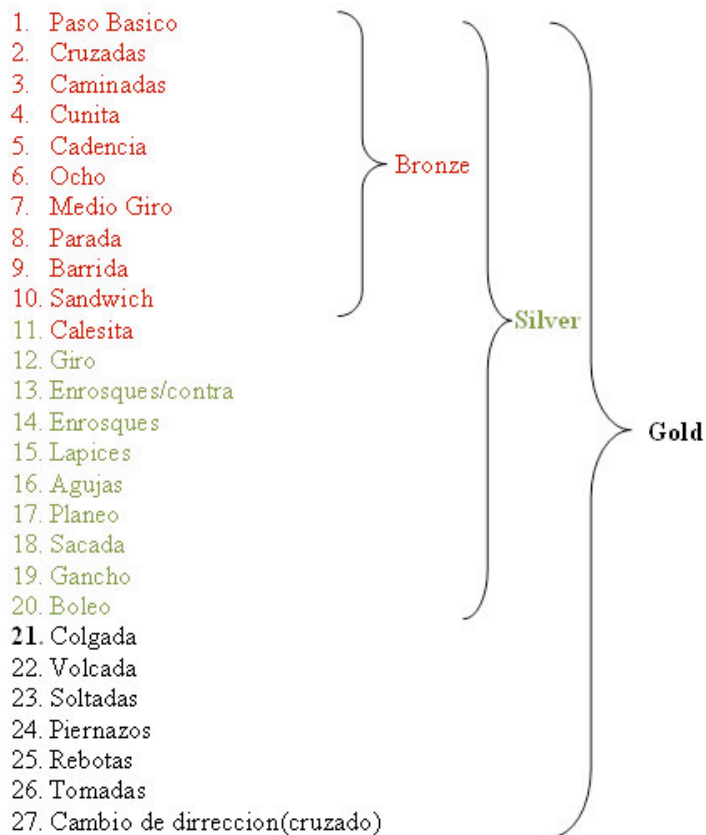 1. Paso Basico
2. Cruzadas
3. Caminadas
4. Cunita
5. Cadencia
6. Ocho
7. Medio Giro
8. Parada
9. Barrida
10. Sandwich
11. Calesita
12. Giro
13. Enrosques/contra
14. Enrosques
15. Lapices
16. Agujas
17. Planeo
18. Sacada
19. Gancho
20. Boleo
21. Colgada
22. Volcada
23. Soltadas
24. Piernazos
25. Rebotas
26. Tomadas
27. Cambio de dirreccion(cruzado)
Bronze
Silver
Gold